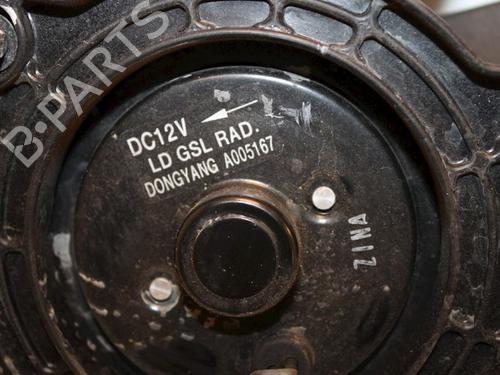 B-PARTS
DC12V
LD GSL RAD.
DONGYANG A005167
ZINA